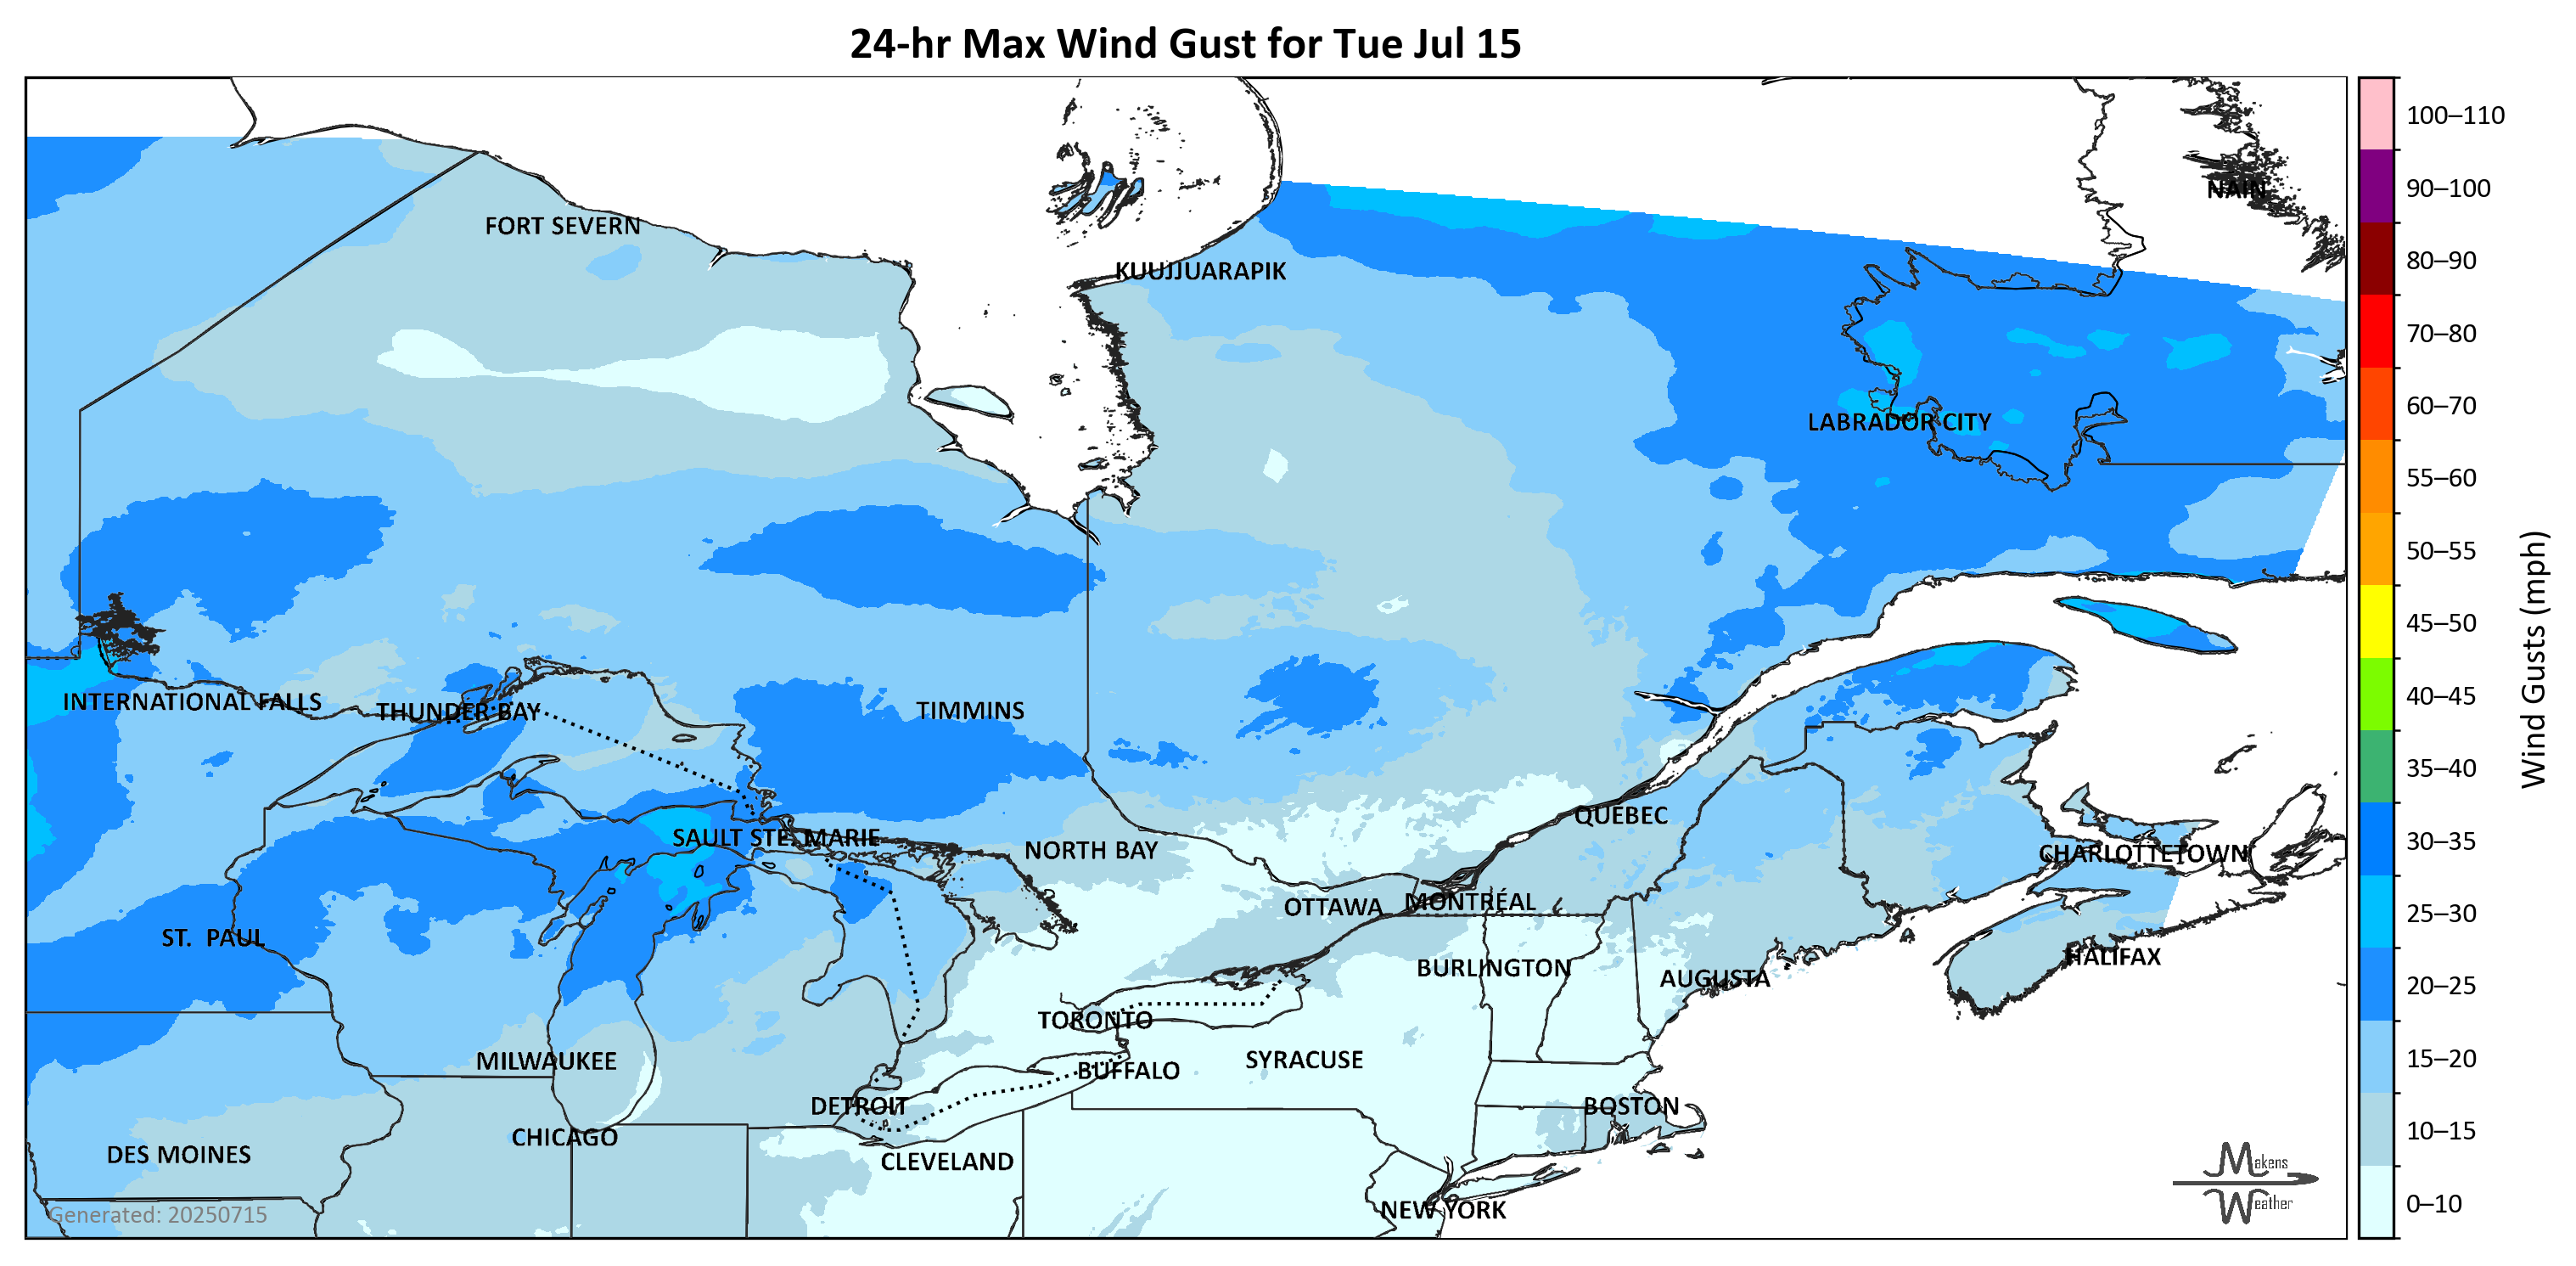 24-hr Max Wind Gust for Tue Jul 15
100–110
90–100
NAIN
FORT SEVERN
80–90
KUUJJUARAPIK
70–80
60–70
LABRADOR CITY
55–60
50–55
45–50
40–45
INTERNATIONAL FALLS
THUNDER BAY
TIMMINS
Wind Gusts (mph)
35–40
QUEBEC
SAULT STE. MARIE
30–35
NORTH BAY
CHARLOTTETOWN
OTTAWA
MONTRÉAL
25–30
ST. PAUL
HALIFAX
BURLINGTON
AUGUSTA
20–25
TORONTO
MILWAUKEE
SYRACUSE
15–20
BUFFALO
DETROIT
BOSTON
CHICAGO
10–15
DES MOINES
CLEVELAND
Makens
Weather
NEW YORK
0–10
Generated: 20250715